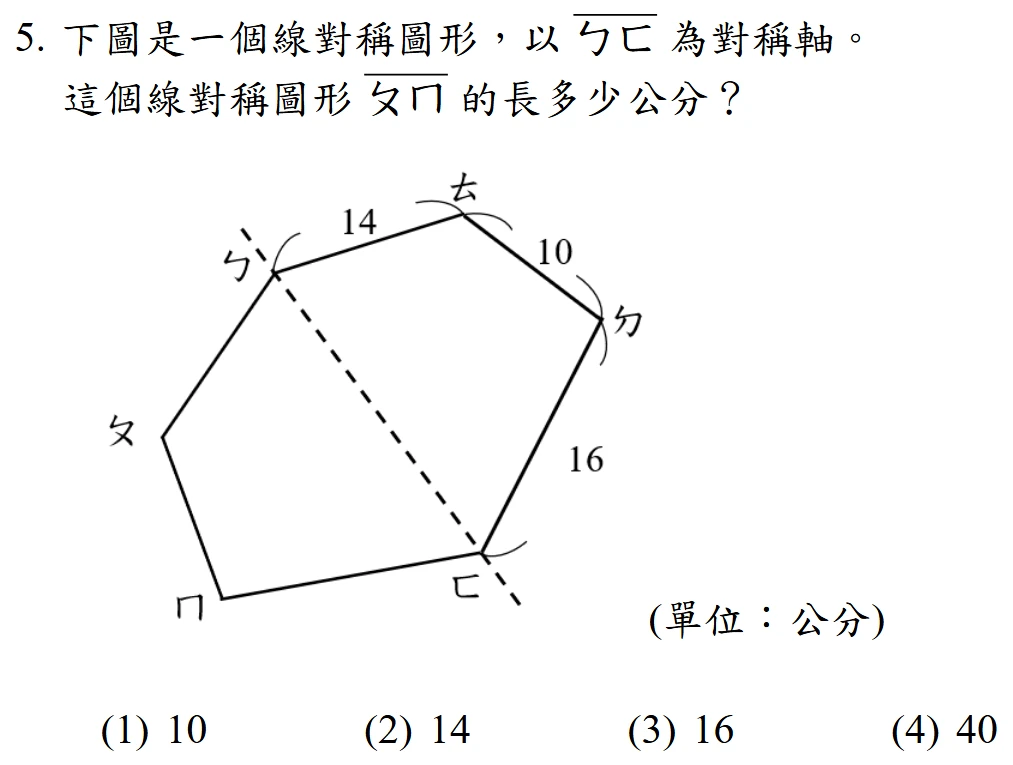 5. 下圖是一個線對稱圖形，以 ㄅㄈ 為對稱軸。
這個線對稱圖形 ㄆㄇ 的長多少公分？
ㄊ
14
10
ㄅ
ㄉ
ㄆ
16
ㄈ
ㄇ
(單位：公分)
(1) 10 (2) 14 (3) 16 (4) 40